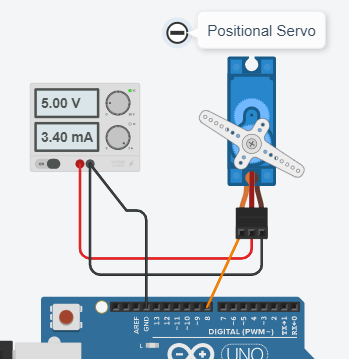 Positional Servo
5.00 V
3.40 mA
AREF
GND
13
12
~11
~10
~9
8
7
~6
~5
4
~3
2
TX→1
RX←0
DIGITAL (PWM~)
L
UNO